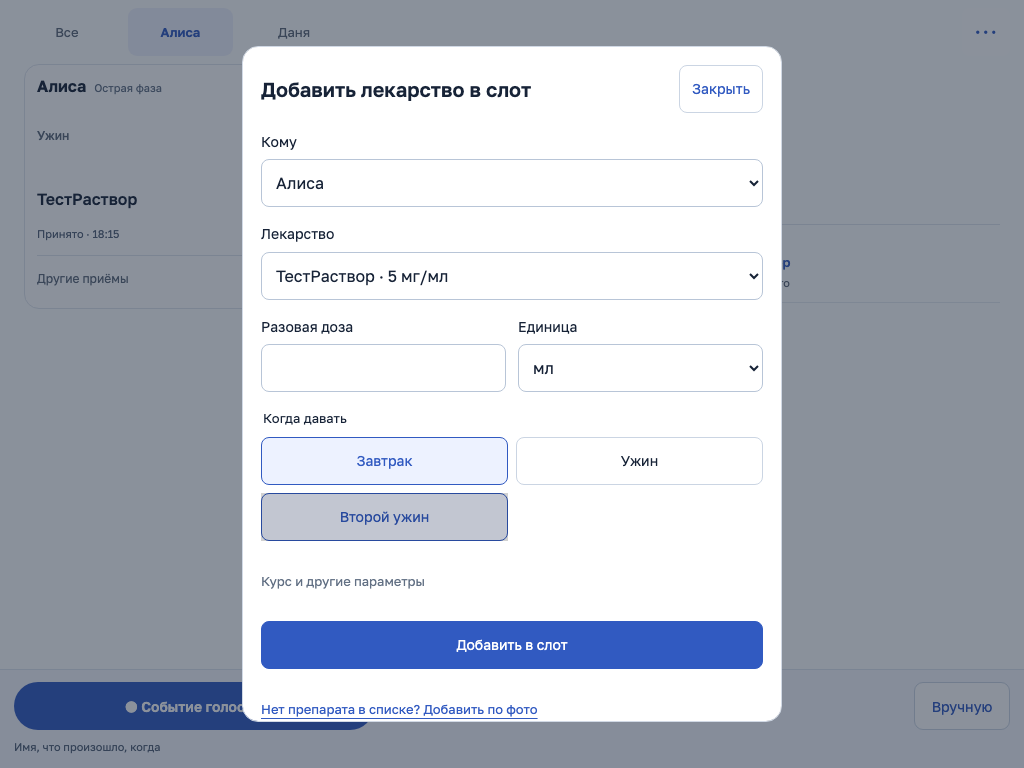 Все
Алиса
Даня
Алиса Острая фаза
Ужин
ТестРаствор
Принято · 18:15
Другие приёмы
Добавить лекарство в слот
Закрыть
Кому
Алиса
Лекарство
ТестРаствор · 5 мг/мл
Разовая доза
Единица
мл
Когда давать
Завтрак
Ужин
Второй ужин
Курс и другие параметры
Добавить в слот
Нет препарата в списке? Добавить по фото
Событие
Вручную
Имя, что произошло, когда